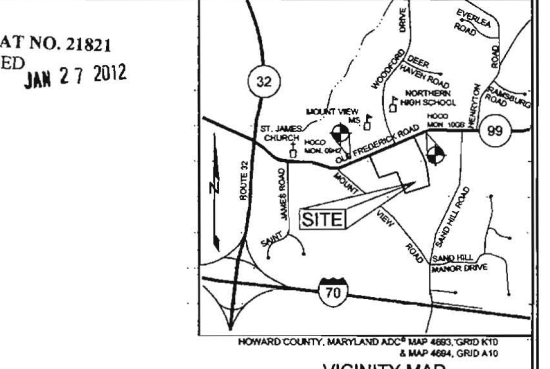 AT NO. 21821
ED
JAN 27 2012
32
DRIVE
WOODFORD
EVERLEA
ROAD
DEER
HAVEN ROAD
NORTHERN
HIGH SCHOOL
HENRYTON
ROAD
RAMSBURG
ROAD
MOUNT VIEW
MS
ST. JAMES
CHURCH
HOCO
MON. 09H2
HOCO
MON 10GB
OLD FREDERICK ROAD
99
ROUTE 32
SAINT
JAMES ROAD
SITE
MOUNT
VIEW
ROAD
SAND HILL ROAD
SAND HILL
MANOR DRIVE
70
HOWARD COUNTY, MARYLAND ADC® MAP 4693, GRID K10
& MAP 4694, GRID A10
VICINITY MAP